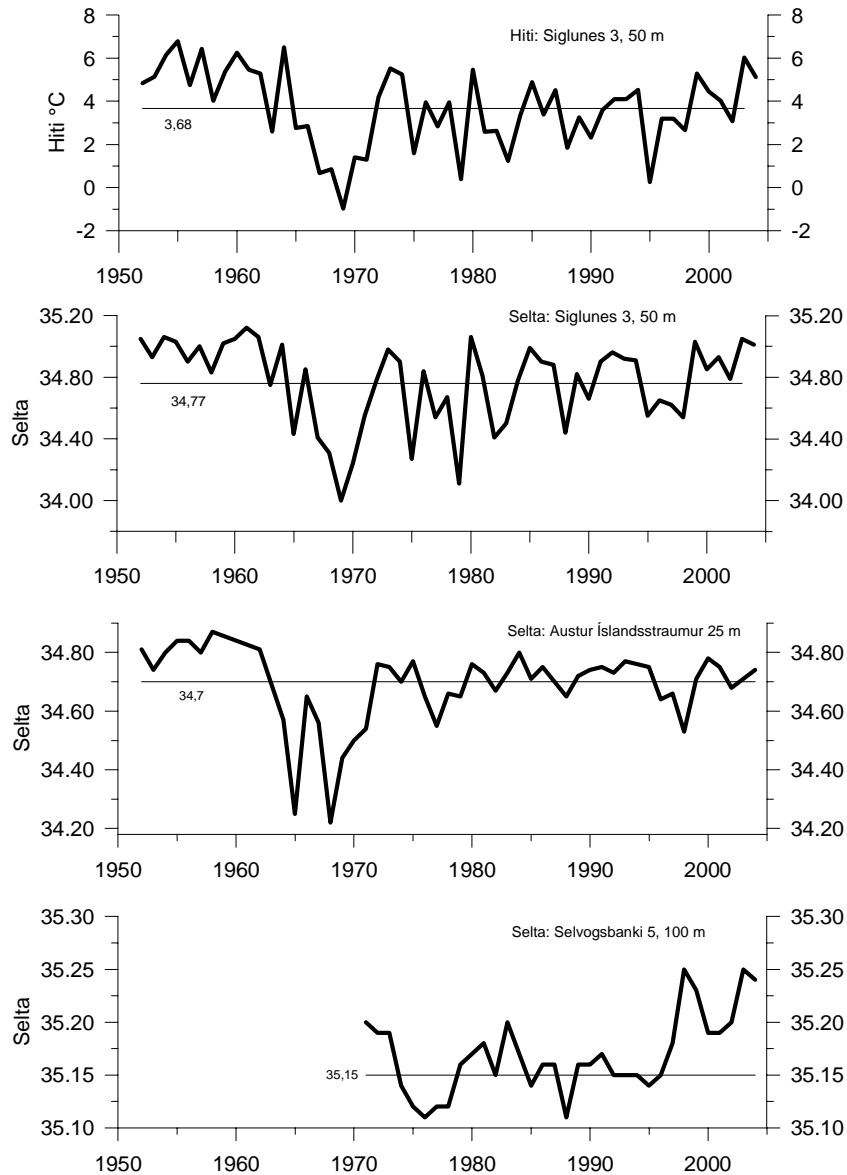 Hiti: Siglunes 3, 50 m
Hiti °C
8 8
6 6
4 4
3,68
2 2
0 0
-2 -2
1950 1960 1970 1980 1990 2000
Selta: Siglunes 3, 50 m
Selta
35.20 35.20
34.80 34.80
34,77
34.40 34.40
34.00 34.00
1950 1960 1970 1980 1990 2000
Selta: Austur Íslandsstraumur 25 m
Selta
34.80 34.80
34,7
34.60 34.60
34.40 34.40
34.20 34.20
1950 1960 1970 1980 1990 2000
35.30 35.30
Selta: Selvogsbanki 5, 100 m
Selta
35.25 35.25
35.20 35.20
35.15 35,15 35.15
35.10 35.10
1950 1960 1970 1980 1990 2000